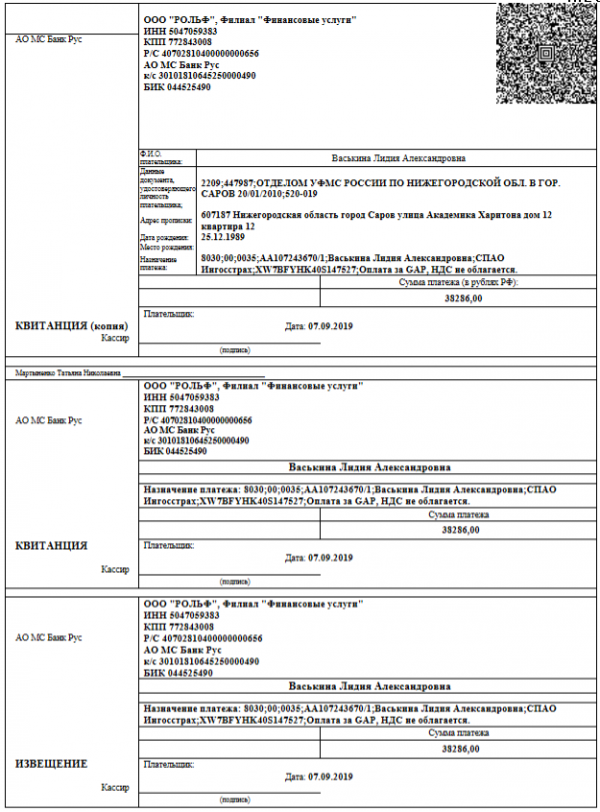 ООО "РОЛЬФ", Филиал "Финансовые услуги"
АО МС Банк Рус
ИНН 5047059383
КПП 772843008
Р/С 40702810400000000656
АО МС Банк Рус
к/с 30101810645250000490
БИК 044525490
Ф.И.О. плательщика:
Васькина Лидия Александровна
Данные документа, удостоверяющего личность плательщика,
2209;447987;ОТДЕЛОМ УФМС РОССИИ ПО НИЖЕГОРОДСКОЙ ОБЛ. В ГОР.
САРОВ 20/01/2010;520-019
Адрес прописки:
607187 Нижегородская область город Саров улица Академика Харитона дом 12
квартира 12
Дата рождения:
25.12.1989
Место рождения:
Назначение платежа:
8030;00;0035;АА107243670/1;Васькина Лидия Александровна;СПАО
Ингосстрах;XW7BFYHK40S147527;Оплата за GAP, НДС не облагается.
Сумма платежа (в рублях РФ):
38286,00
Плательщик:
КВИТАНЦИЯ (копия)
Дата: 07.09.2019
Кассир
(подпись)
Мартыненко Татьяна Николаевна
ООО "РОЛЬФ", Филиал "Финансовые услуги"
ИНН 5047059383
КПП 772843008
АО МС Банк Рус
Р/С 40702810400000000656
АО МС Банк Рус
к/с 30101810645250000490
БИК 044525490
Васькина Лидия Александровна
Назначение платежа: 8030;00;0035;АА107243670/1;Васькина Лидия Александровна;СПАО
Ингосстрах;XW7BFYHK40S147527;Оплата за GAP, НДС не облагается.
Сумма платежа
38286,00
КВИТАНЦИЯ
Плательщик:
Дата: 07.09.2019
Кассир
(подпись)
ООО "РОЛЬФ", Филиал "Финансовые услуги"
ИНН 5047059383
КПП 772843008
АО МС Банк Рус
Р/С 40702810400000000656
АО МС Банк Рус
к/с 30101810645250000490
БИК 044525490
Васькина Лидия Александровна
Назначение платежа: 8030;00;0035;АА107243670/1;Васькина Лидия Александровна;СПАО
Ингосстрах;XW7BFYHK40S147527;Оплата за GAP, НДС не облагается.
Сумма платежа
38286,00
ИЗВЕЩЕНИЕ
Плательщик:
Дата: 07.09.2019
Кассир
(подпись)